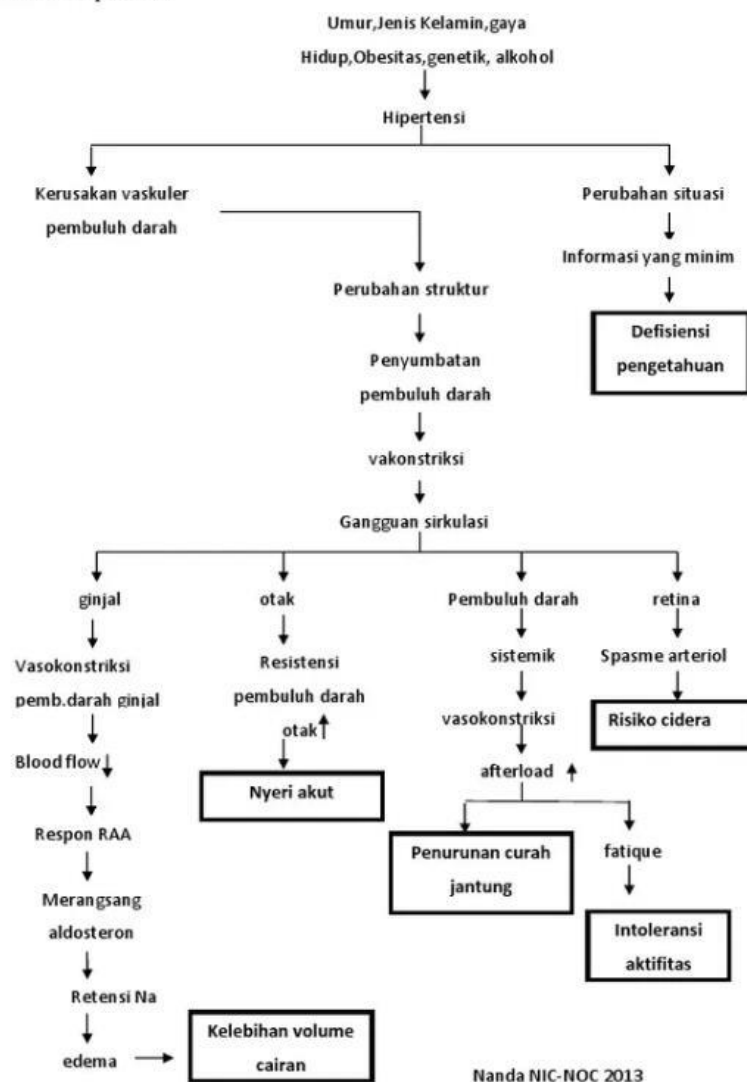 Umur,Jenis Kelamin,gaya
Hidup,Obesitas,genetik, alkohol
Hipertensi
Kerusakan vaskuler
pembuluh darah
Perubahan situasi
Informasi yang minim
Defisiensi
pengetahuan
Perubahan struktur
Penyumbatan
pembuluh darah
vakonstriksi
Gangguan sirkulasi
ginjal
otak
Pembuluh darah
retina
Vasokonstriksi
pemb.darah ginjal
Blood flow
Respon RAA
Merangsang
aldosteron
Retensi Na
edema
Kelebihan volume
cairan
Resistensi
pembuluh darah
otak
Nyeri akut
sistemik
vasokonstriksi
afterload
Penurunan curah
jantung
fatique
Intoleransi
aktifitas
Spasme arteriol
Risiko cidera
Nanda NIC-NOC 2013